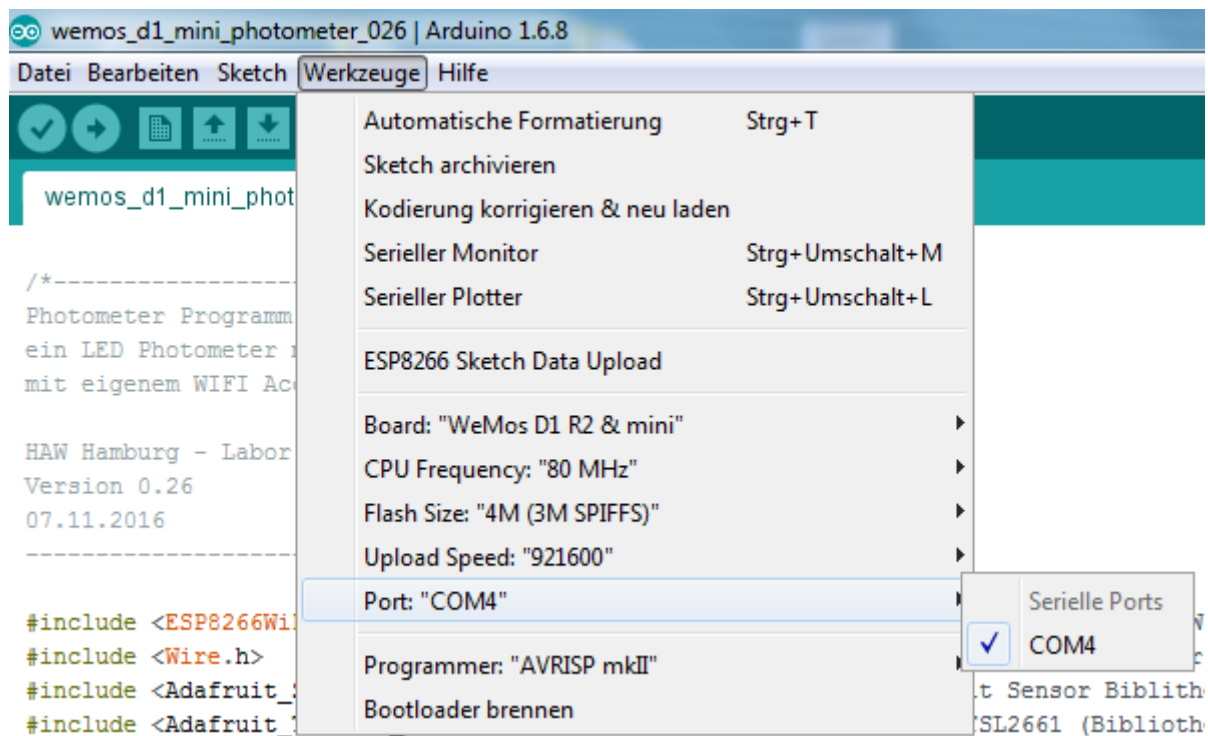 wemos_d1_mini_photometer_026 | Arduino 1.6.8
Datei Bearbeiten Sketch Werkzeuge Hilfe
Automatische Formatierung Strg+T
Sketch archivieren
wemos_d1_mini_phot
Kodierung korrigieren & neu laden
Serieller Monitor Strg+Umschalt+M
/*-------------------
Serieller Plotter Strg+Umschalt+L
Photometer Programm
ein LED Photometer
ESP8266 Sketch Data Upload
mit eigenem WIFI
Board: "WeMos D1 R2 & mini"
HAW Hamburg - Labor
CPU Frequency: "80 MHz"
Version 0.26
Flash Size: "4M (3M SPIFFS)"
07.11.2016
Upload Speed: "921600"
---------------------
Port: "COM4"
Serielle Ports
COM4
#include <ESP8266Wi
#include <Wire.h>
Programmer: "AVRISP mkII"
#include <Adafruit_ t Sensor Biblith
Bootloader brennen
#include <Adafruit_ SL2661 (Biblioth